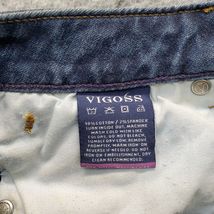 VIGOSS
98%COTTON / 2%SPANDEX
TURN INSIDE OUT, MACHINE
WASH COLD WITH LIKE
COLORS, DO NOT BLEACH,
TUMBLE DRY LOW, REMOVE
PROMPTLY, WARM IRON ON
REVERSE IF NEEDED. DO NOT
IRON ON EMBELLISHMENT. DRY
CLEAN RECOMMENDED.